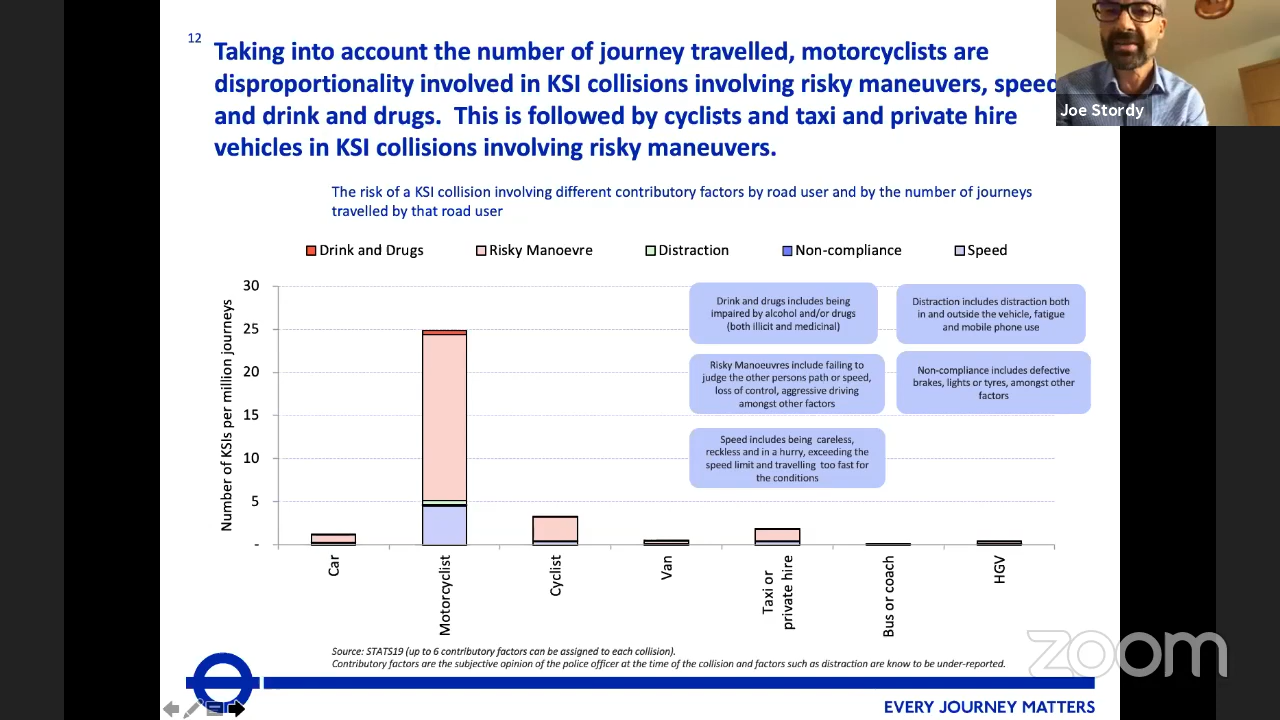 12
Taking into account the number of journey travelled, motorcyclists are
disproportionality involved in KSI collisions involving risky maneuvers, speed
and drink and drugs.  This is followed by cyclists and taxi and private hire
vehicles in KSI collisions involving risky maneuvers.
Joe Stordy
The risk of a KSI collision involving different contributory factors by road user and by the number of journeys
travelled by that road user
Drink and Drugs
Risky Manoevre
Distraction
Non-compliance
Speed
Number of KSIs per million journeys
30
25
20
15
10
5
-
Drink and drugs includes being
impaired by alcohol and/or drugs
(both illicit and medicinal)
Distraction includes distraction both
in and outside the vehicle, fatigue
and mobile phone use
Risky Manoeuvres include failing to
judge the other persons path or speed,
loss of control, aggressive driving
amongst other factors
Non-compliance includes defective
brakes, lights or tyres, amongst other
factors
Speed includes being  careless,
reckless and in a hurry, exceeding the
speed limit and travelling  too fast for
the conditions
Car
Motorcyclist
Cyclist
Van
Taxi or
private hire
Bus or coach
HGV
Source: STATS19 (up to 6 contributory factors can be assigned to each collision).
Contributory factors are the subjective opinion of the police officer at the time of the collision and factors such as distraction are know to be under-reported.
zoom
EVERY JOURNEY MATTERS